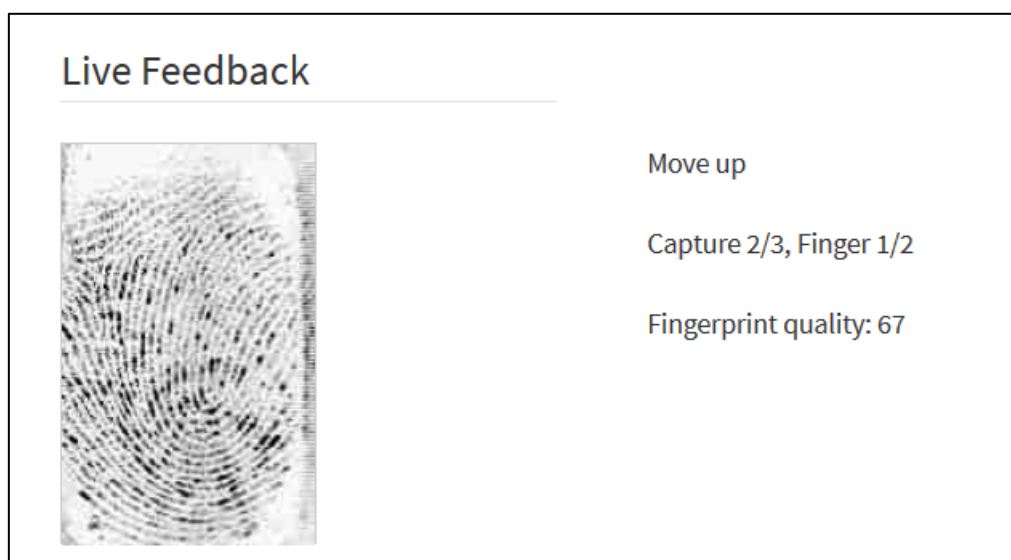 Live Feedback
Move up
Capture 2/3, Finger 1/2
Fingerprint quality: 67